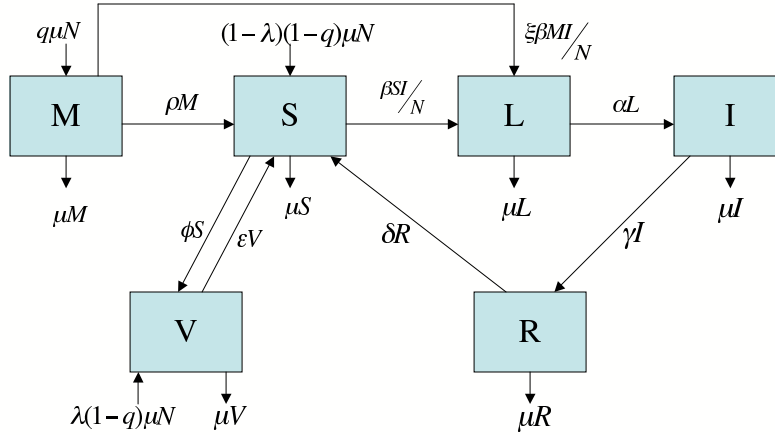 qμN
(1-λ)(1-q)μN
ξβMI/N
M
ρM
S
βSI/N
L
αL
I
μM
μS
μL
μI
ϕS
εV
δR
γI
V
R
λ(1-q)μN
μV
μR